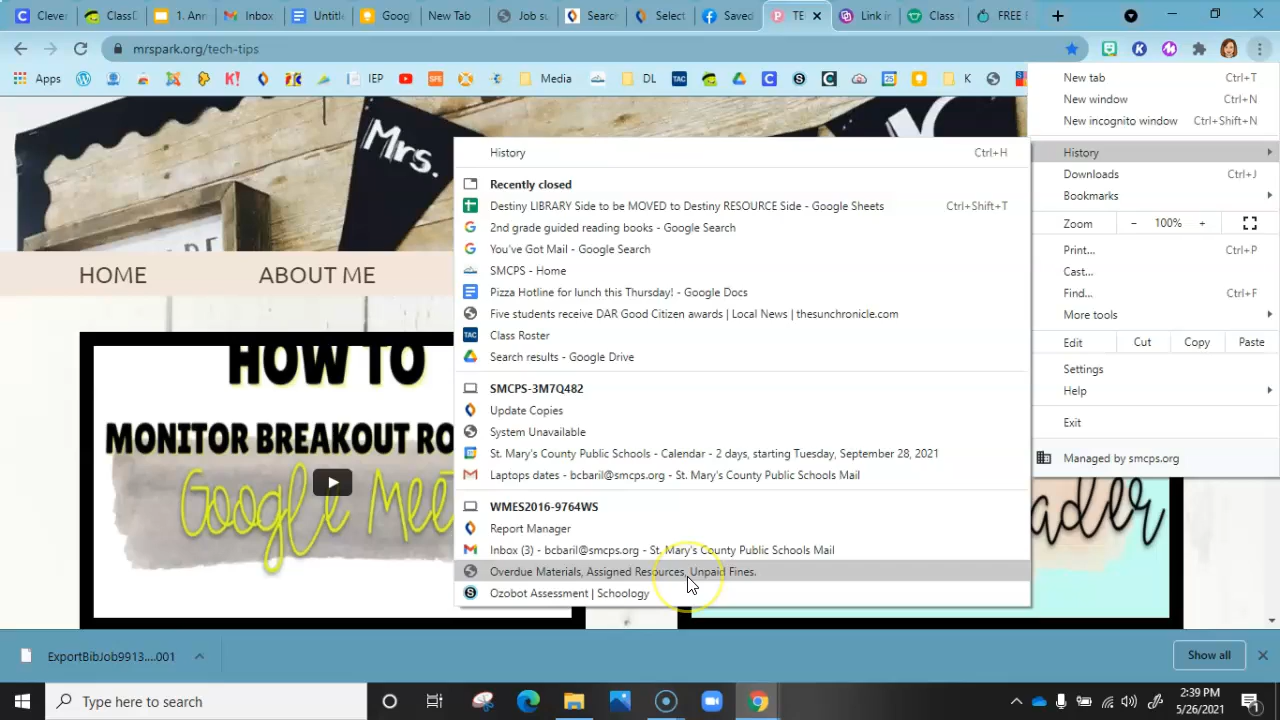 Clever
ClassD
1. Ann
Inbox
Untitle
Goog
New Tab
Job su
Search
Select
Saved
TE
Link in
Class
FREE E
mrspark.org/tech-tips
Apps
K!
SPE
IEP
Media
DL
TAC
K
Mrs.
HOME
ABOUT ME
HOW TO
MONITOR BREAKOUT RO
Google Mee
ader
History Ctrl+H
Recently closed
Destiny LIBRARY Side to be MOVED to Destiny RESOURCE Side - Google Sheets Ctrl+Shift+T
2nd grade guided reading books - Google Search
You've Got Mail - Google Search
SMCPS - Home
Pizza Hotline for lunch this Thursday! - Google Docs
Five students receive DAR Good Citizen awards | Local News | thesunchronicle.com
TAC Class Roster
Search results - Google Drive
SMCPS-3M7Q482
Update Copies
System Unavailable
St. Mary's County Public Schools - Calendar - 2 days, starting Tuesday, September 28, 2021
Laptops dates - bcbaril@smcps.org - St. Mary's County Public Schools Mail
WMES2016-9764WS
Report Manager
Inbox (3) - bcbaril@smcps.org - St. Mary's County Public Schools Mail
Overdue Materials, Assigned Resources, Unpaid Fines.
Ozobot Assessment | Schoology
New tab Ctrl+T
New window Ctrl+N
New incognito window Ctrl+Shift+N
History
Downloads Ctrl+J
Bookmarks
Zoom - 100% +
Print... Ctrl+P
Cast...
Find... Ctrl+F
More tools
Edit Cut Copy Paste
Settings
Help
Exit
Managed by smcps.org
ExportBibJob9913....001
Show all
Type here to search
2:39 PM
5/26/2021